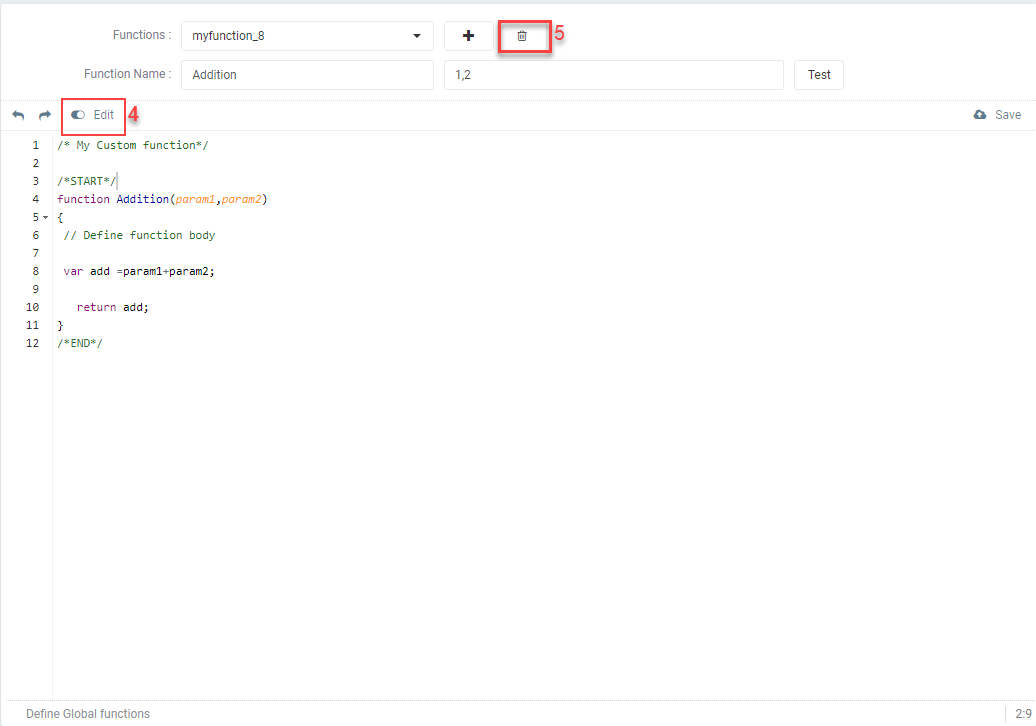 Functions : myfunction_8 5
Function Name : Addition 1,2 Test
Edit 4 Save
1 /* My Custom function*/
2
3 /*START*/
4 function Addition(param1,param2)
5 {
6 // Define function body
7
8 var add =param1+param2;
9
10 return add;
11 }
12 /*END*/
Define Global functions 2:9